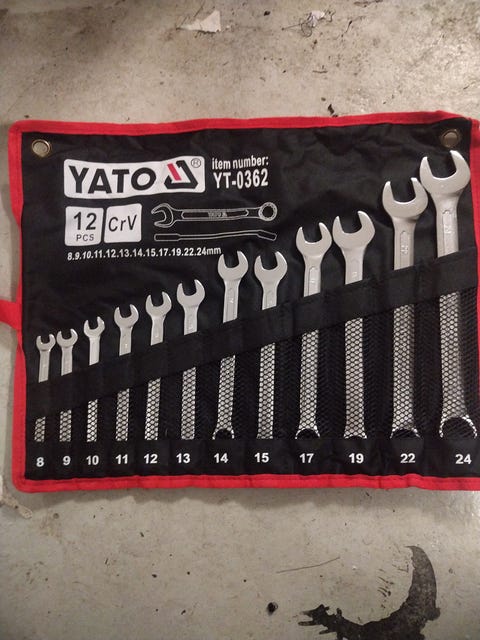 YATO ®
item number:
YT-0362
12
PCS
CrV
YATO
8.9.10.11.12.13.14.15.17.19.22.24mm
8 9 10 11 12 13 14 15 17 19 22 24